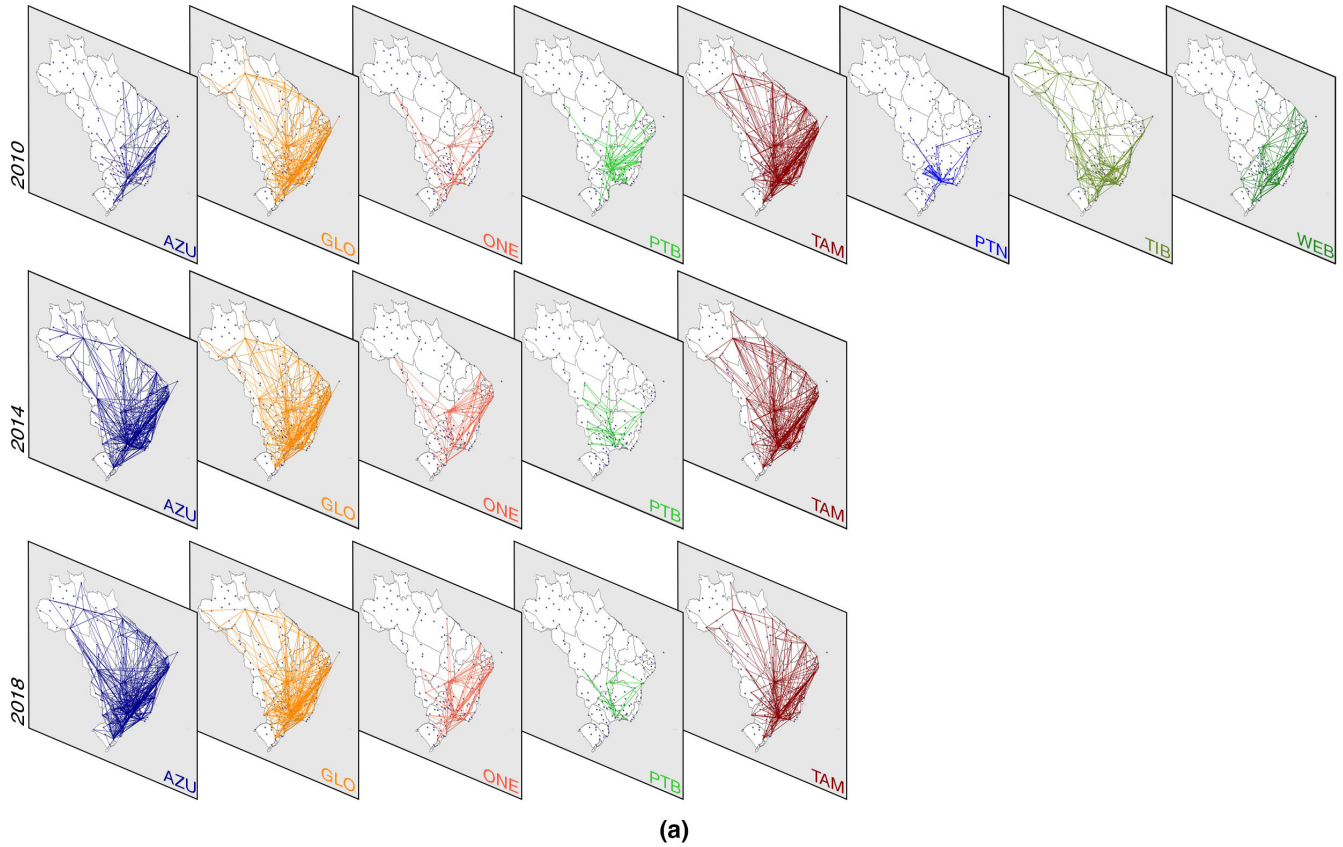 2010
AZU
GLO
ONE
PTB
TAM
PTN
TIB
WEB
2014
AZU
GLO
ONE
PTB
TAM
2018
AZU
GLO
ONE
PTB
TAM
(a)